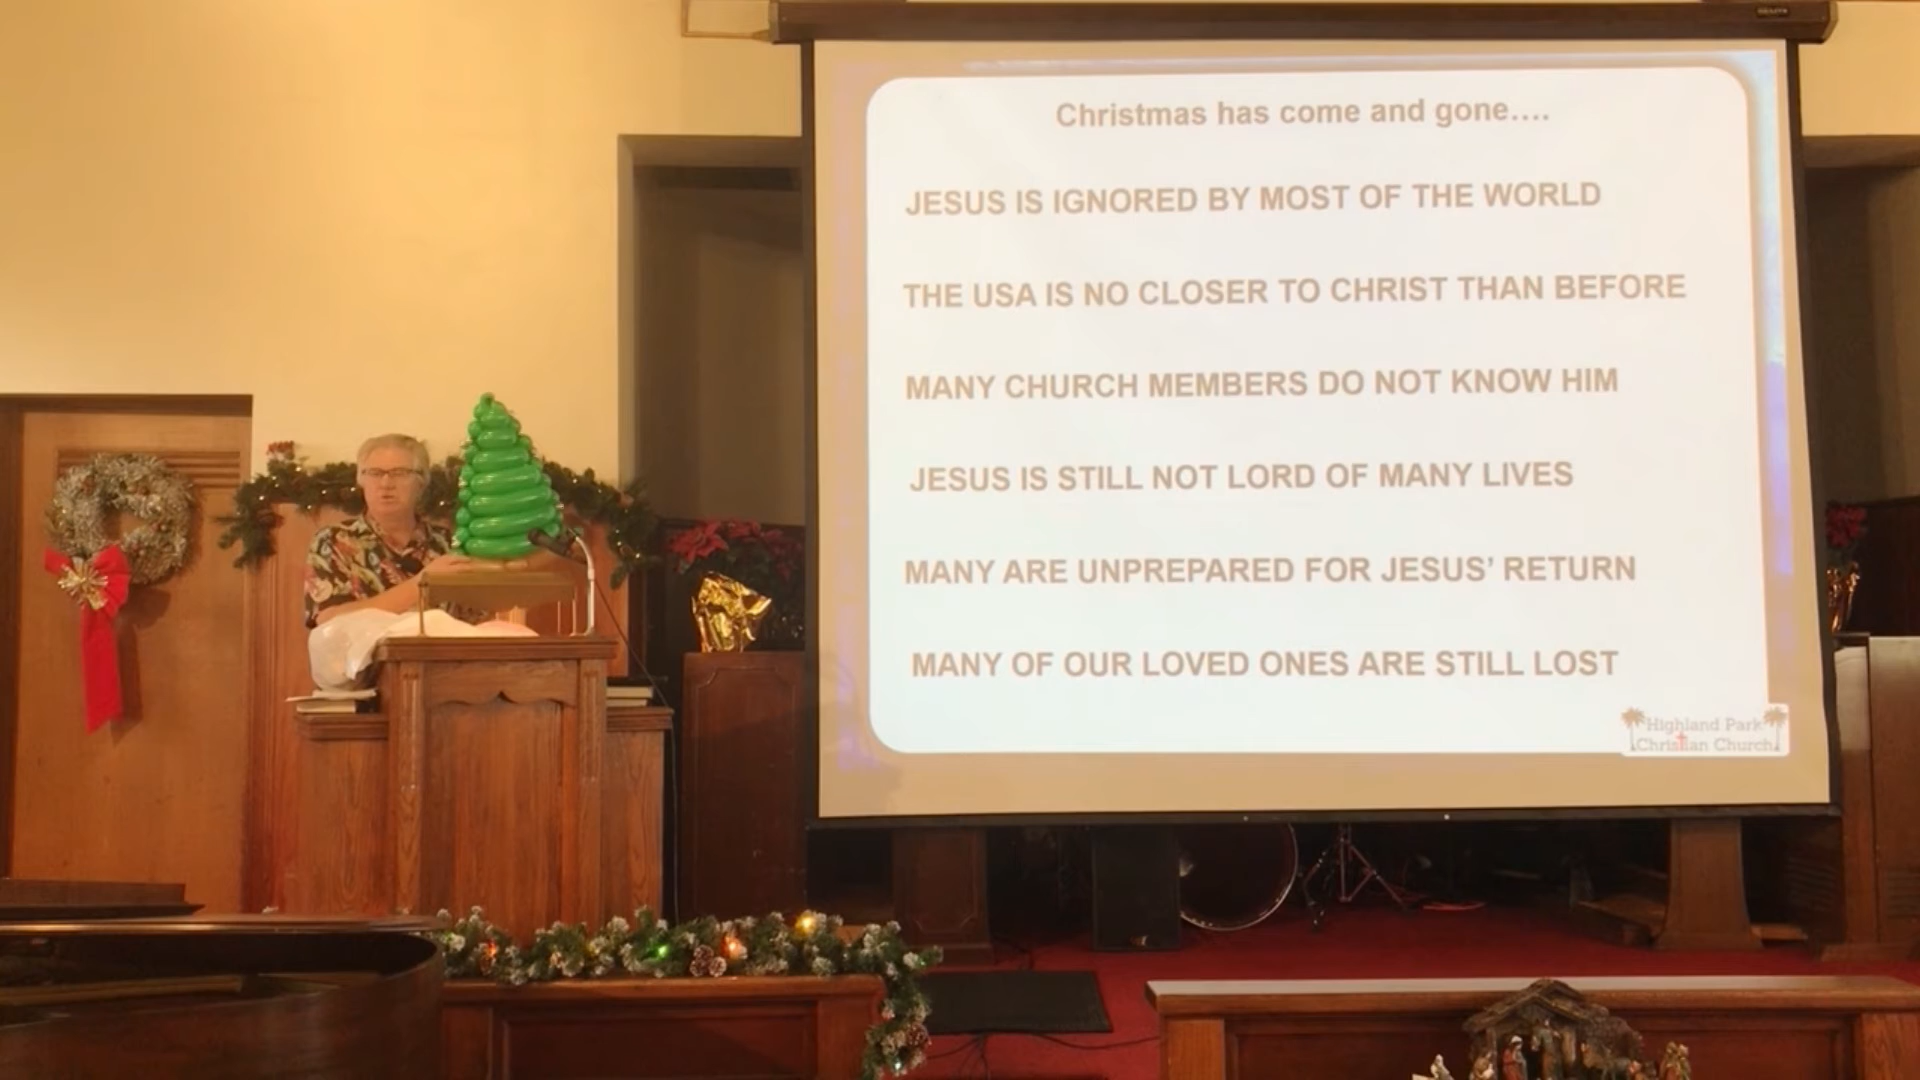 Christmas has come and gone....
JESUS IS IGNORED BY MOST OF THE WORLD
THE USA IS NO CLOSER TO CHRIST THAN BEFORE
MANY CHURCH MEMBERS DO NOT KNOW HIM
JESUS IS STILL NOT LORD OF MANY LIVES
MANY ARE UNPREPARED FOR JESUS’ RETURN
MANY OF OUR LOVED ONES ARE STILL LOST
Highland Park
Christian Church